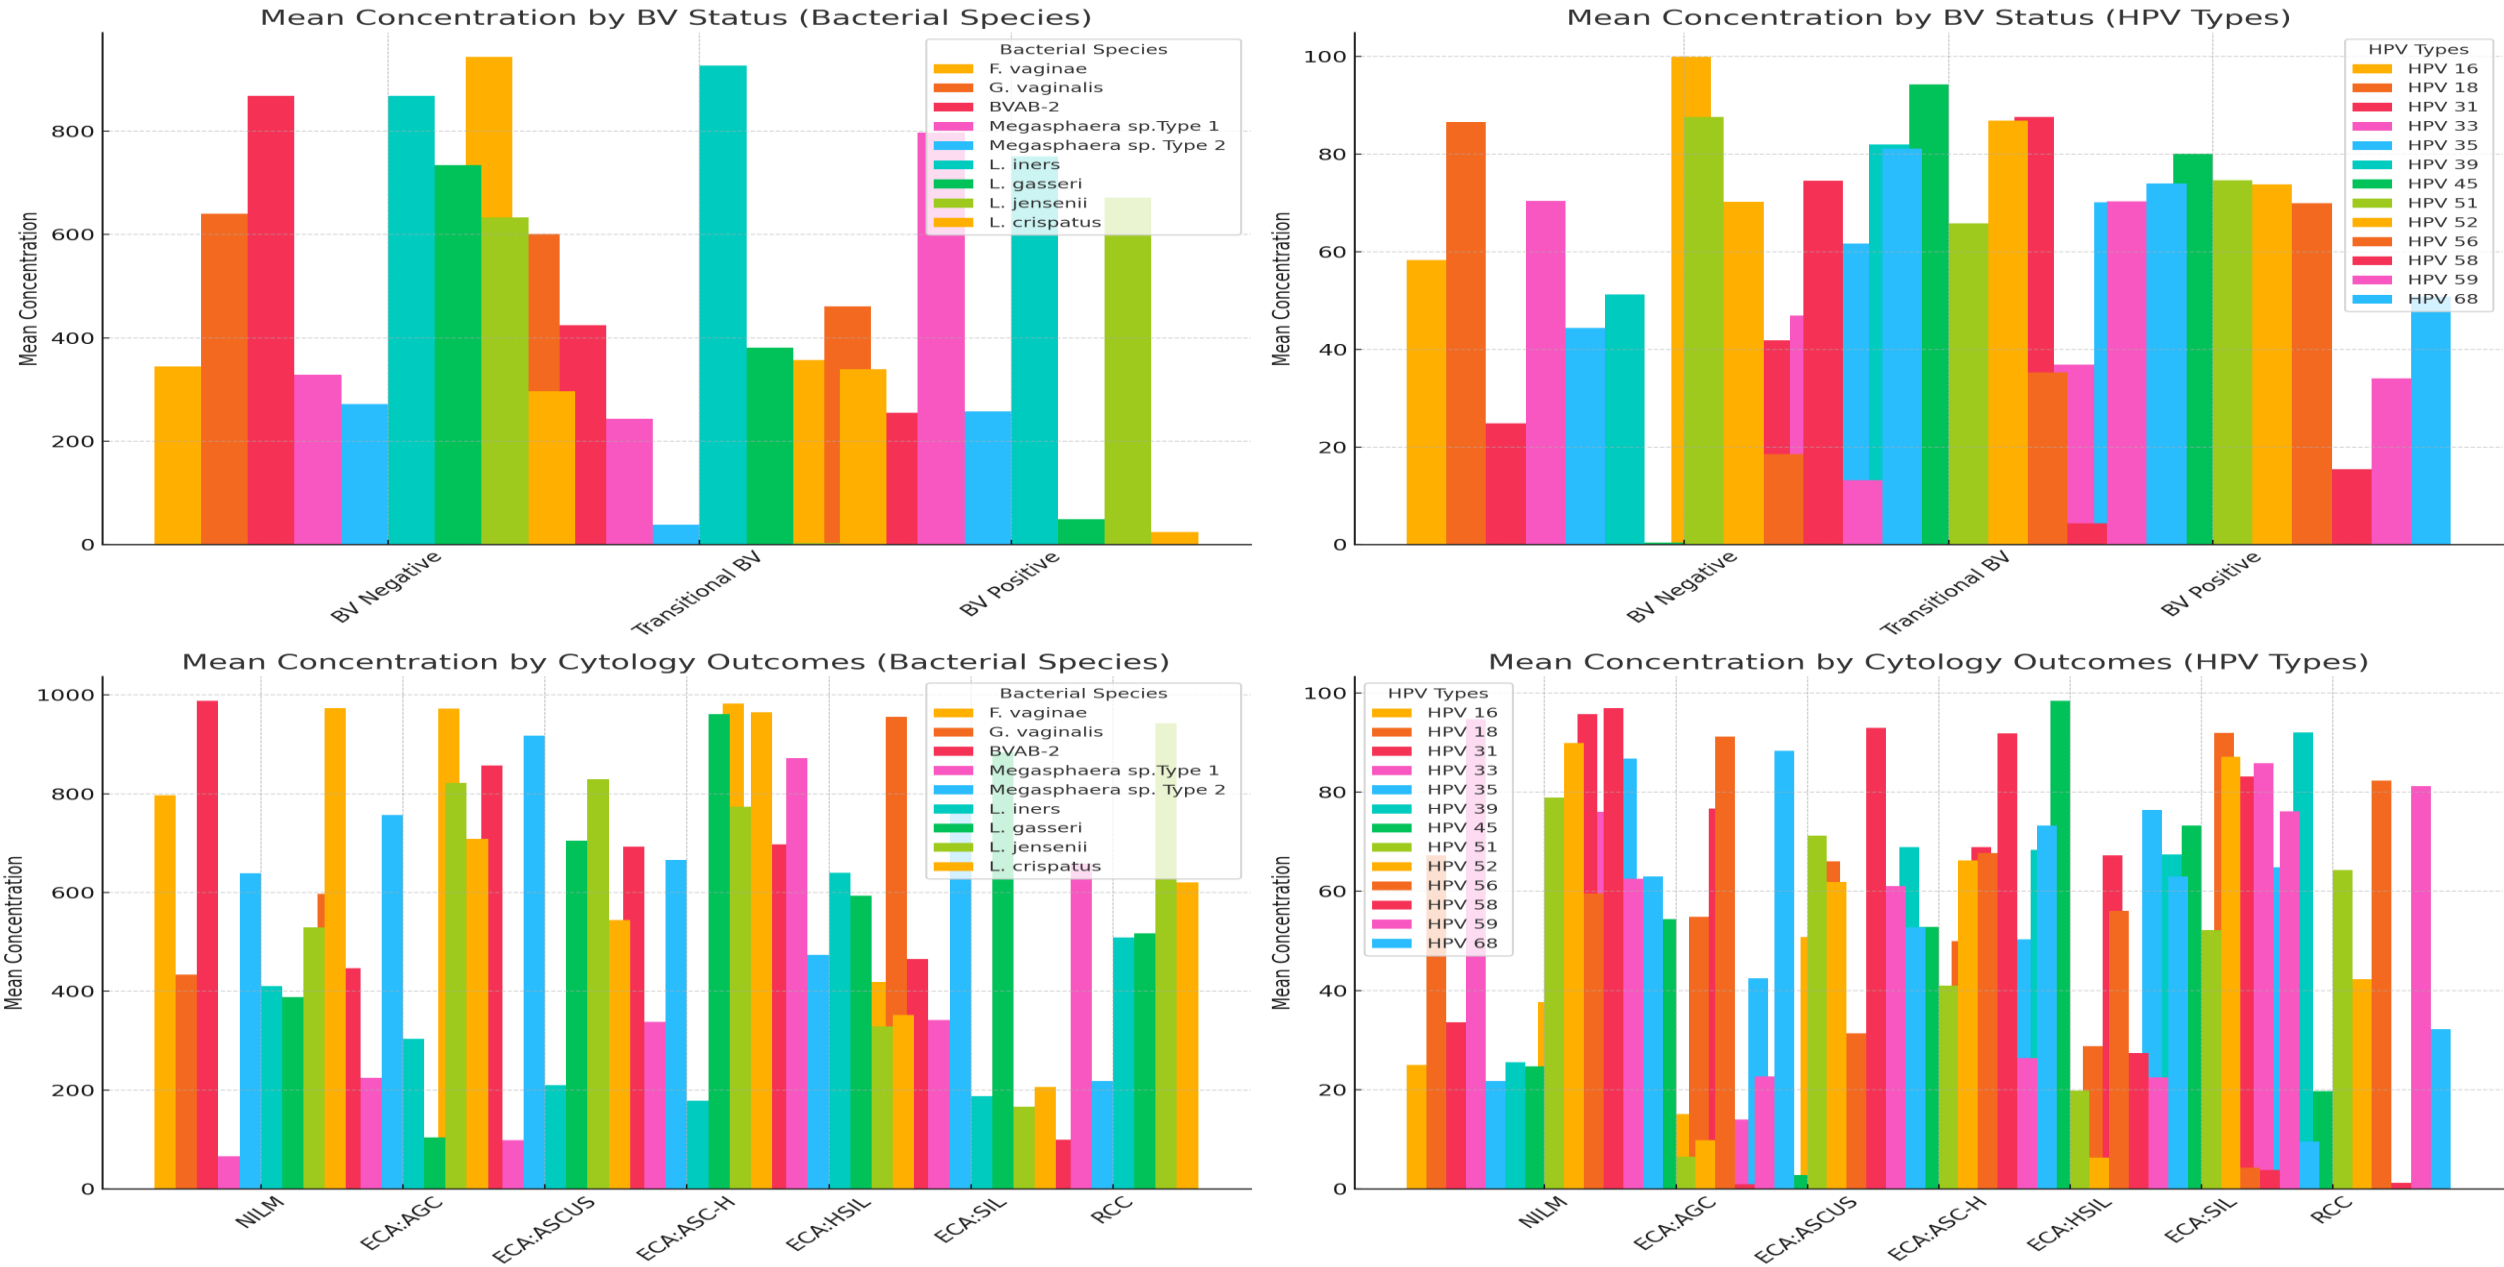 Mean Concentration by BV Status (Bacterial Species)
Mean Concentration
800
600
400
200
0
Bacterial Species
F. vaginae
G. vaginalis
BVAB-2
Megasphaera sp.Type 1
Megasphaera sp. Type 2
L. iners
L. gasseri
L. jensenii
L. crispatus
BV Negative
Transitional BV
BV Positive
Mean Concentration by BV Status (HPV Types)
Mean Concentration
100
80
60
40
20
0
HPV Types
HPV 16
HPV 18
HPV 31
HPV 33
HPV 35
HPV 39
HPV 45
HPV 51
HPV 52
HPV 56
HPV 58
HPV 59
HPV 68
BV Negative
Transitional BV
BV Positive
Mean Concentration by Cytology Outcomes (Bacterial Species)
Mean Concentration
1000
800
600
400
200
0
Bacterial Species
F. vaginae
G. vaginalis
BVAB-2
Megasphaera sp.Type 1
Megasphaera sp. Type 2
L. iners
L. gasseri
L. jensenii
L. crispatus
NILM
ECA:AGC
ECA:ASCUS
ECA:ASC-H
ECA:HSIL
ECA:SIL
RCC
Mean Concentration by Cytology Outcomes (HPV Types)
Mean Concentration
100
80
60
40
20
0
HPV Types
HPV 16
HPV 18
HPV 31
HPV 33
HPV 35
HPV 39
HPV 45
HPV 51
HPV 52
HPV 56
HPV 58
HPV 59
HPV 68
NILM
ECA:AGC
ECA:ASCUS
ECA:ASC-H
ECA:HSIL
ECA:SIL
RCC